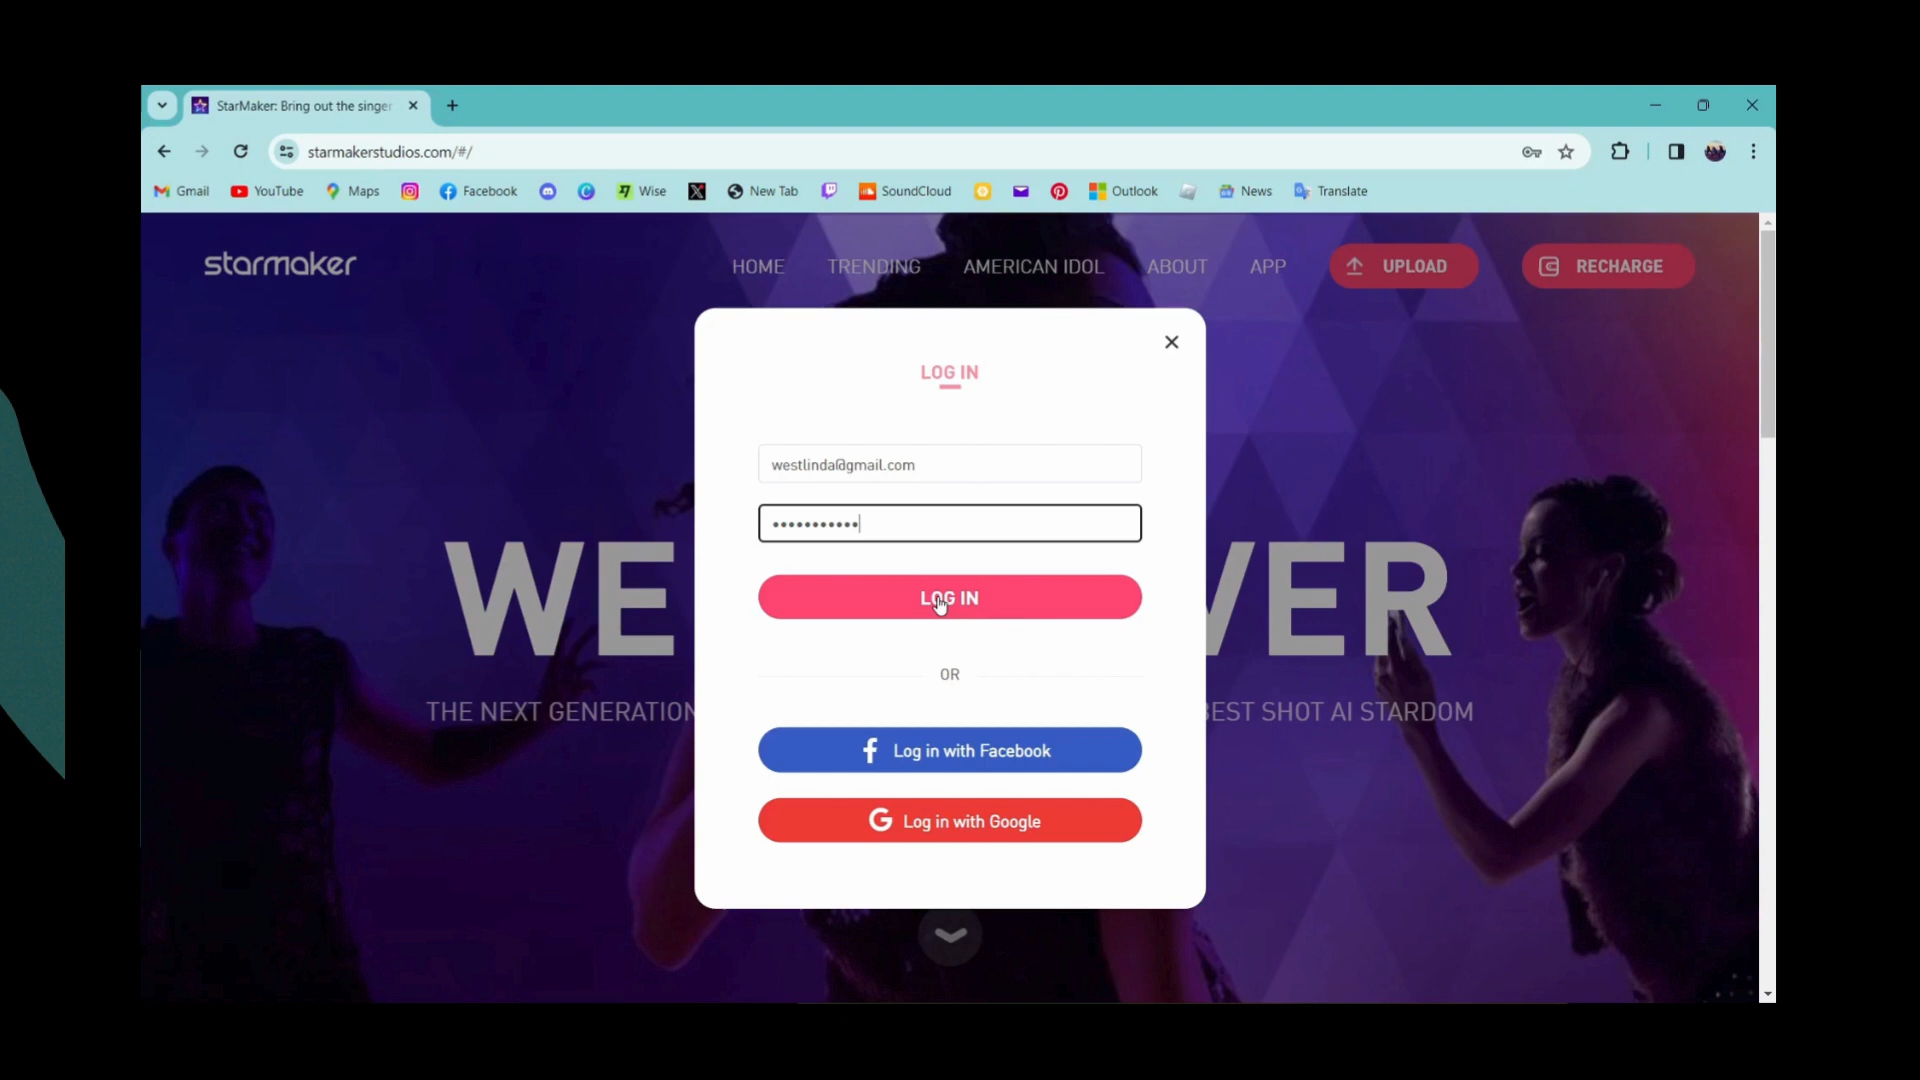 StarMaker: Bring out the singer
starmakerstudios.com/#/
Gmail YouTube Maps Facebook Wise New Tab SoundCloud Outlook News Translate
starmaker HOME TRENDING AMERICAN IDOL ABOUT APP UPLOAD RECHARGE
LOG IN
westlinda@gmail.com
LOG IN
WE VER
OR
THE NEXT GENERATION BEST SHOT AI STARDOM
Log in with Facebook
Log in with Google